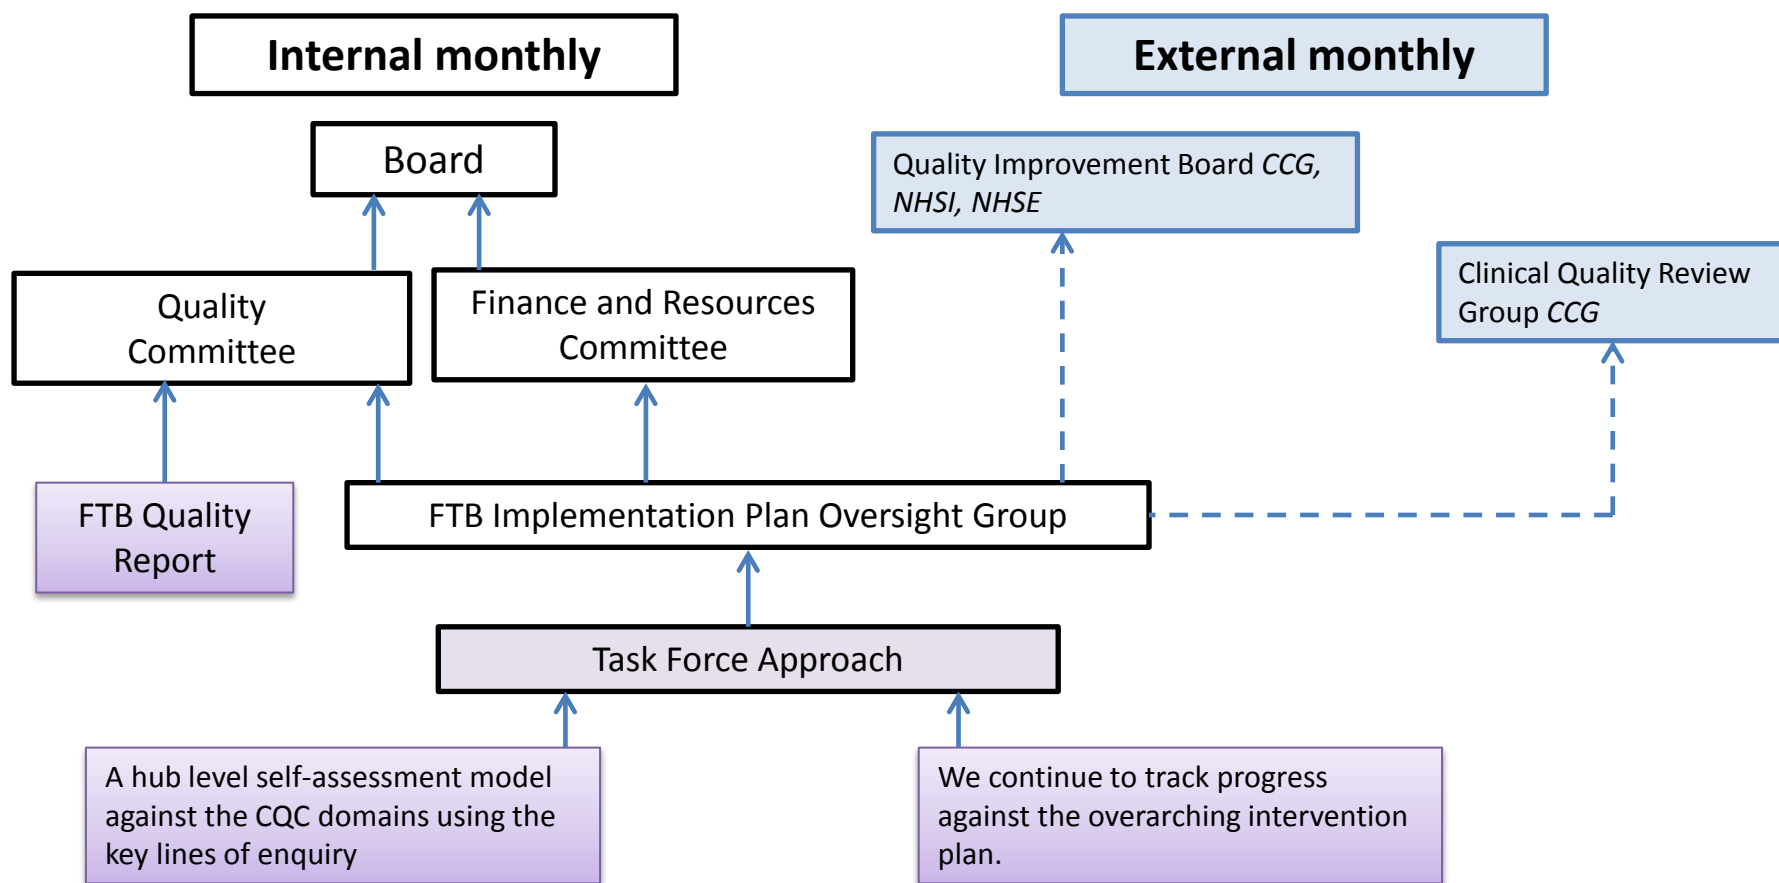 Internal monthly
External monthly
Board
Quality Improvement Board CCG,
NHSI, NHSE
Clinical Quality Review
Group CCG
Quality
Committee
Finance and Resources
Committee
FTB Quality
Report
FTB Implementation Plan Oversight Group
Task Force Approach
A hub level self-assessment model
against the CQC domains using the
key lines of enquiry
We continue to track progress
against the overarching intervention
plan.